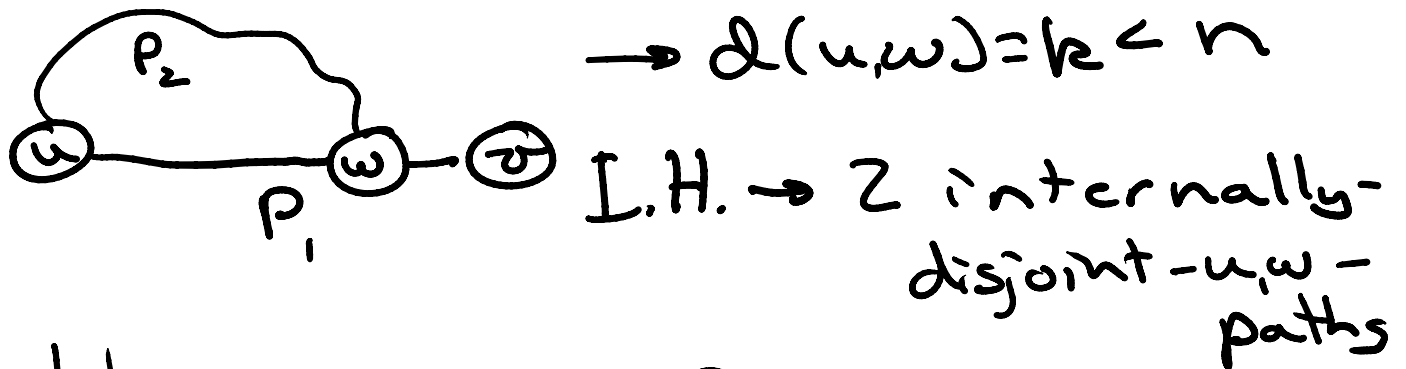 P₂
→ d(u,w)=k < n
u w v
P₁
I.H. → 2 internally-
disjoint-u,w-
paths